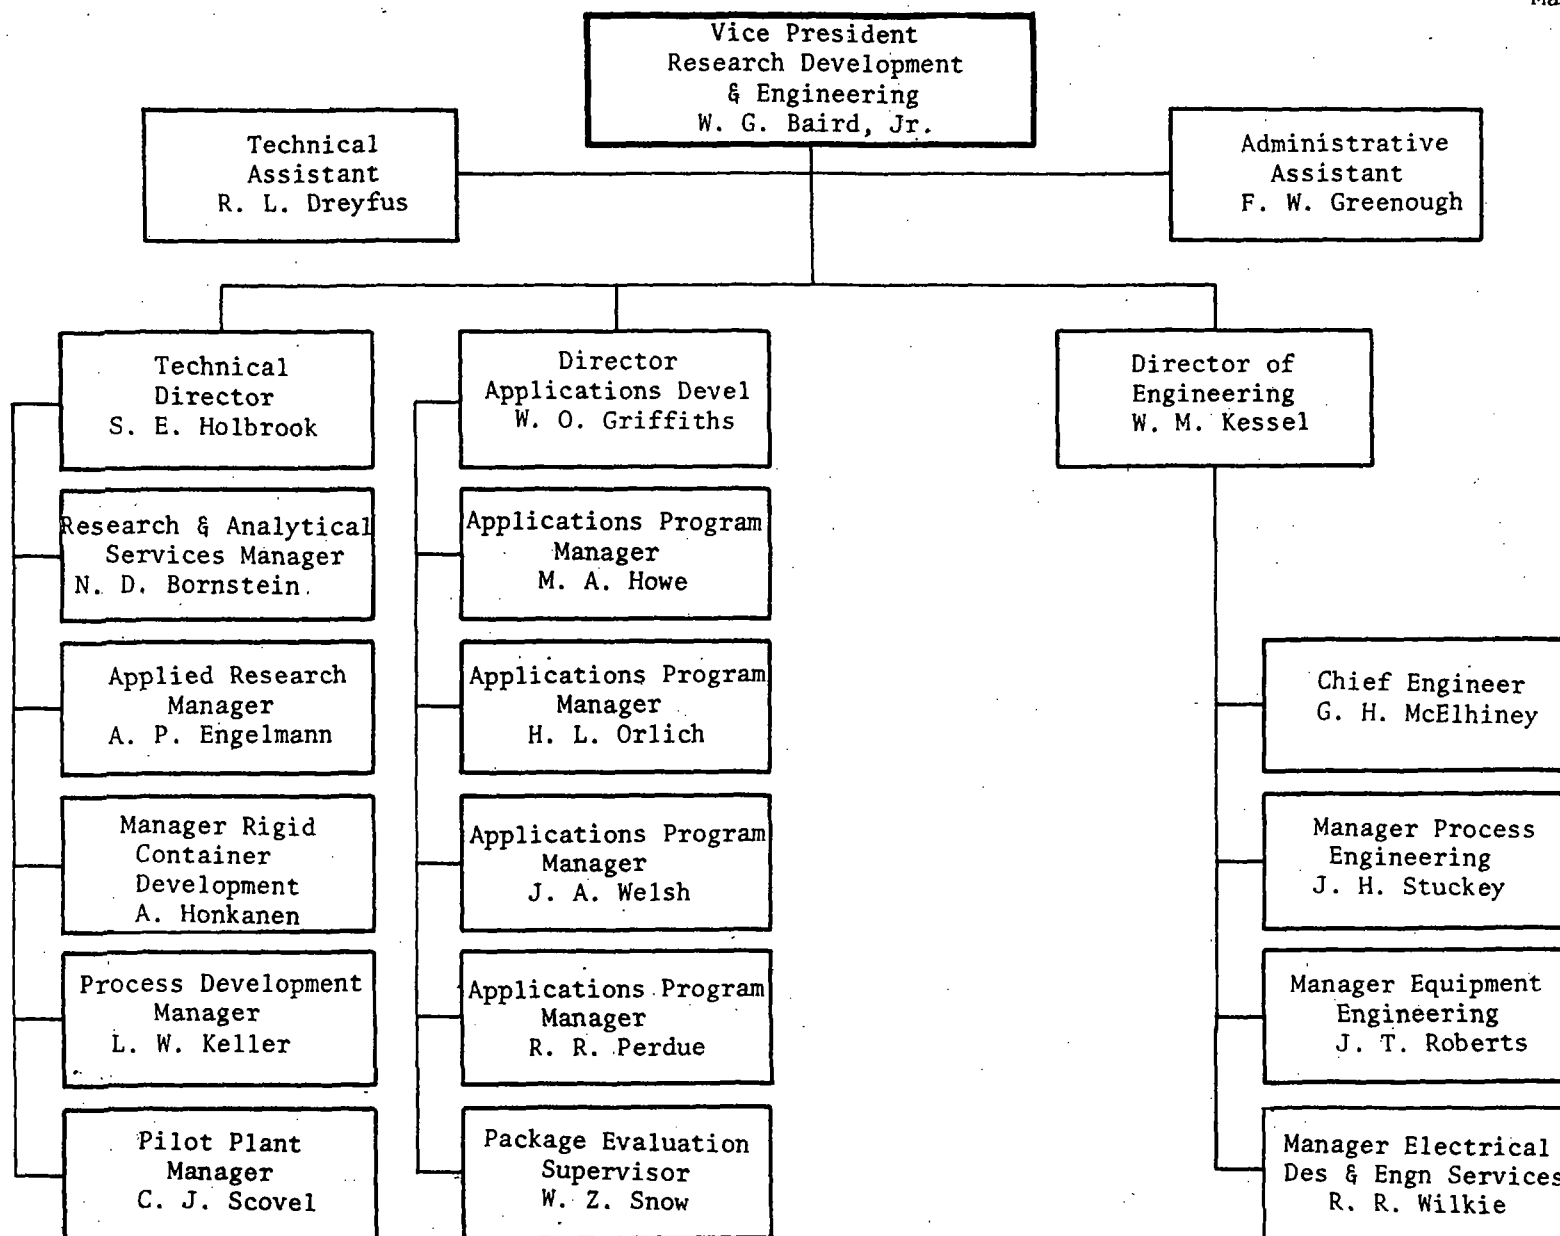 Vice President
Research Development
& Engineering
W. G. Baird, Jr.
Technical
Assistant
R. L. Dreyfus
Administrative
Assistant
F. W. Greenough
Technical
Director
S. E. Holbrook
Research & Analytical
Services Manager
N. D. Bornstein
Applied Research
Manager
A. P. Engelmann
Manager Rigid
Container
Development
A. Honkanen
Process Development
Manager
L. W. Keller
Pilot Plant
Manager
C. J. Scovel
Director
Applications Devel
W. O. Griffiths
Applications Program
Manager
M. A. Howe
Applications Program
Manager
H. L. Orlich
Applications Program
Manager
J. A. Welsh
Applications Program
Manager
R. R. Perdue
Package Evaluation
Supervisor
W. Z. Snow
Director of
Engineering
W. M. Kessel
Chief Engineer
G. H. McElhiney
Manager Process
Engineering
J. H. Stuckey
Manager Equipment
Engineering
J. T. Roberts
Manager Electrical
Des & Engn Services
R. R. Wilkie